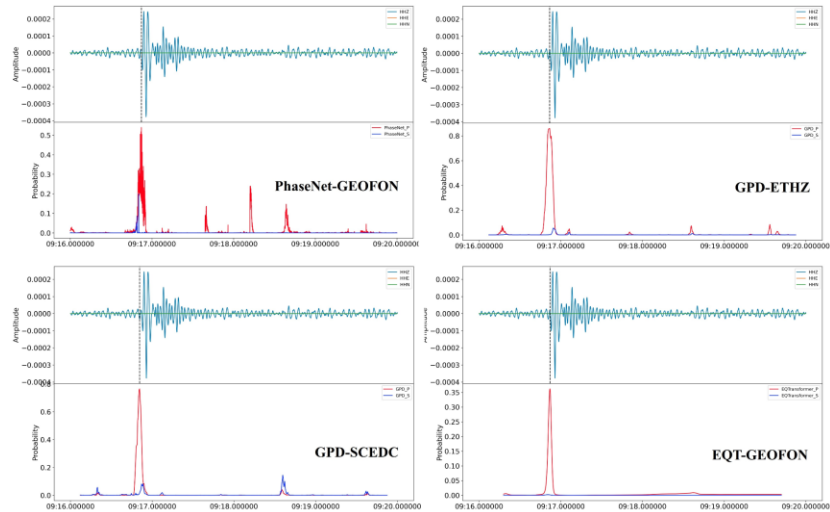 0.0002
0.0001
0.0000
−0.0001
−0.0002
−0.0003
−0.0004
Amplitude
HHZ
HHE
HHN
0.5
0.4
0.3
0.2
0.1
0.0
Probability
PhaseNet_P
PhaseNet_S
PhaseNet-GEOFON
09:16.000000 09:17.000000 09:18.000000 09:19.000000 09:20.000000
0.0002
0.0001
0.0000
−0.0001
−0.0002
−0.0003
−0.0004
Amplitude
HHZ
HHE
HHN
0.8
0.6
0.4
0.2
0.0
Probability
GPD_P
GPD_S
GPD-ETHZ
09:16.000000 09:17.000000 09:18.000000 09:19.000000 09:20.000000
0.0002
0.0001
0.0000
−0.0001
−0.0002
−0.0003
−0.0004
Amplitude
HHZ
HHE
HHN
0.8
0.6
0.4
0.2
0.0
Probability
GPD_P
GPD_S
GPD-SCEDC
09:16.000000 09:17.000000 09:18.000000 09:19.000000 09:20.000000
0.0002
0.0001
0.0000
−0.0001
−0.0002
−0.0003
−0.0004
Amplitude
HHZ
HHE
HHN
0.35
0.30
0.25
0.20
0.15
0.10
0.05
0.00
Probability
EQTransformer_P
EQTransformer_S
EQT-GEOFON
09:16.000000 09:17.000000 09:18.000000 09:19.000000 09:20.000000